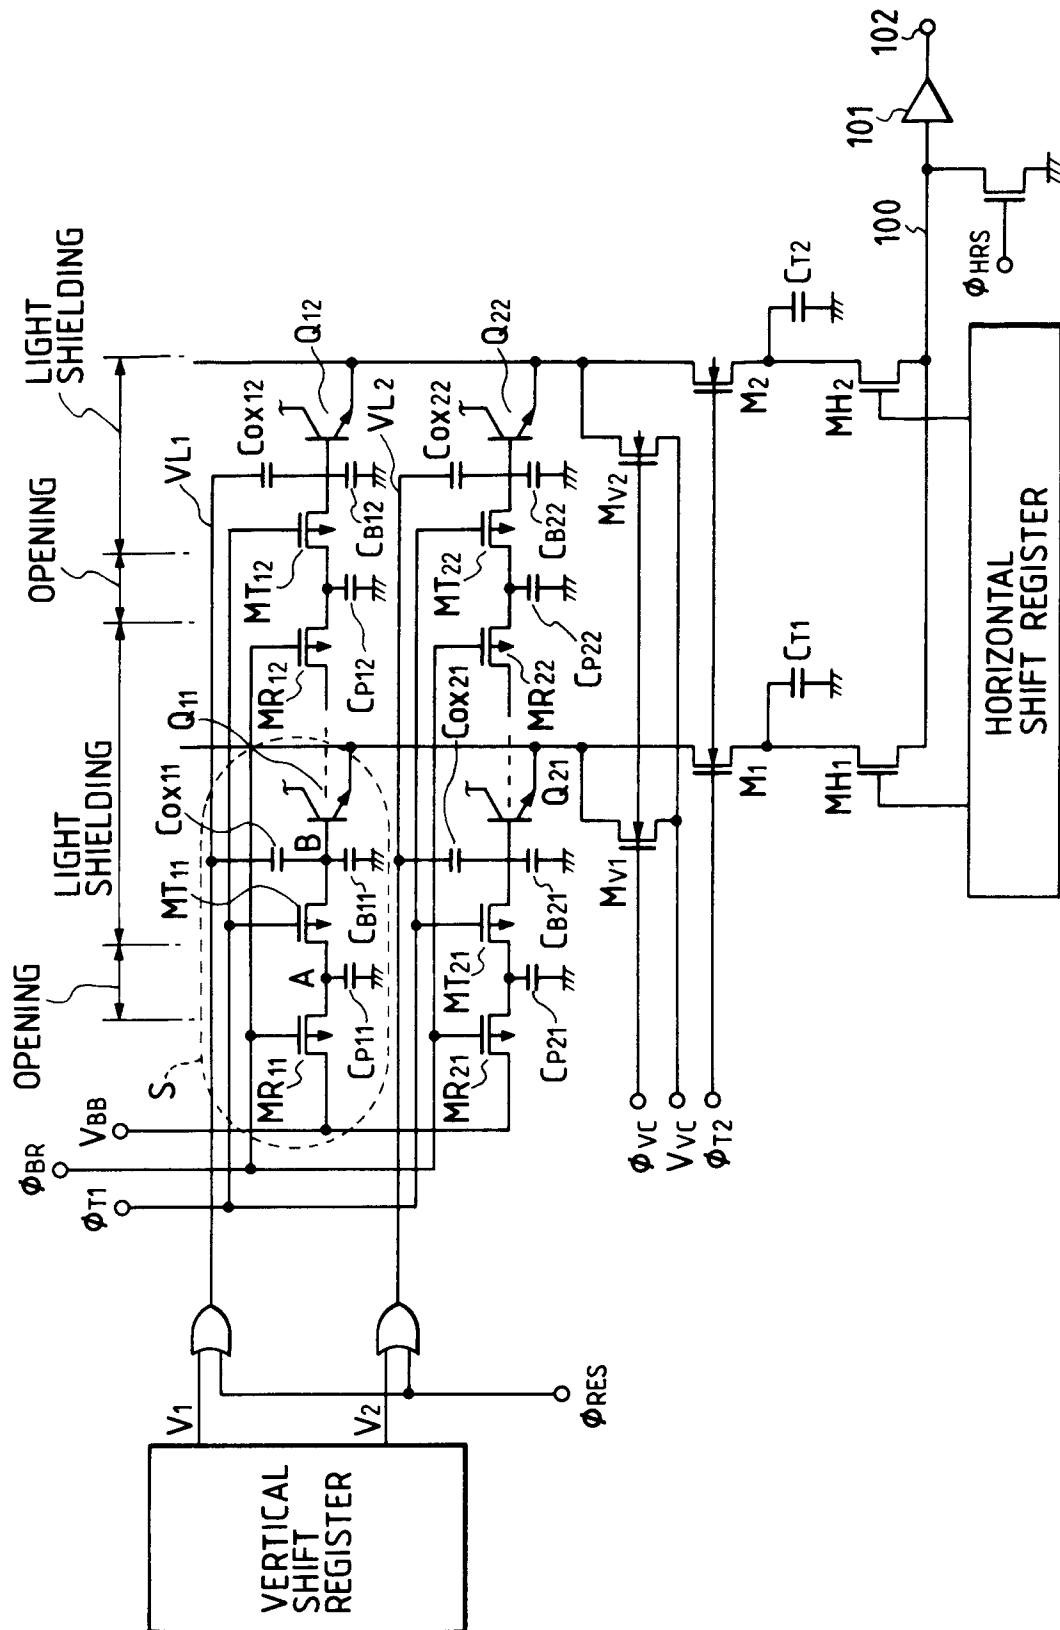 LIGHT
SHIELDING
OPENING
LIGHT
SHIELDING
OPENING
VL1
COX12
Q12
VL2
COX22
Q22
MT12
CB12
MR12
CP12
Q11
COX11
MT11
B
CB11
A
CP11
MR11
S
VBB
ΦBR
ΦT1
MT22
CB22
CP22
MR22
COX21
Q21
CB21
MT21
CP21
MR21
V1
V2
ΦRES
VERTICAL
SHIFT
REGISTER
MV2
MV1
ΦVC
VVC
ΦT2
M2
CT2
MH2
M1
CT1
MH1
HORIZONTAL
SHIFT REGISTER
100
101
102
ΦHRS